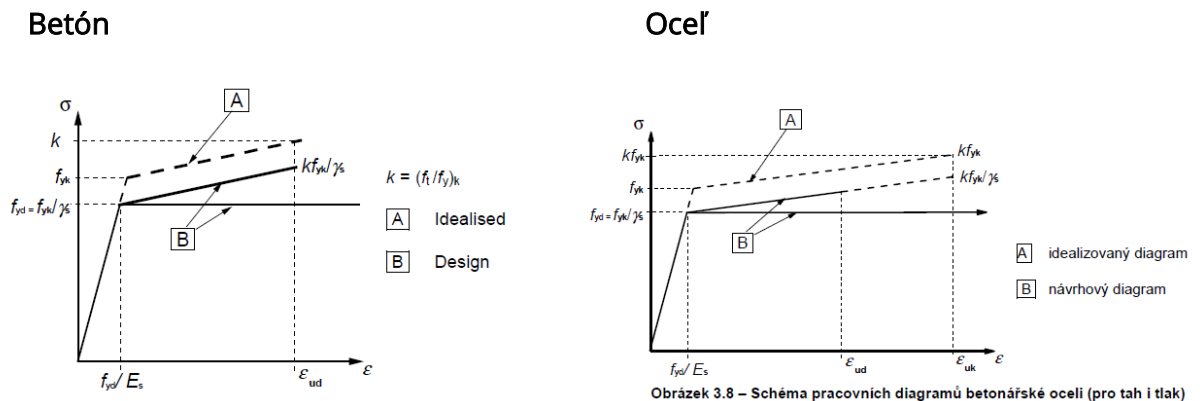 Betón
σ
A
k
f_yk
kf_yk/γ_s
k = (f_t/f_y)_k
f_yd = f_yk/γ_s
A Idealised
B
B Design
f_yd/E_s
ε_ud
ε
Oceľ
σ
A
kf_yk
kf_yk
f_yk
kf_yk/γ_s
f_yd = f_yk/γ_s
B
A idealizovaný diagram
B návrhový diagram
f_yd/E_s
ε_ud
ε_uk
ε
Obrázek 3.8 – Schéma pracovních diagramů betonářské oceli (pro tah i tlak)